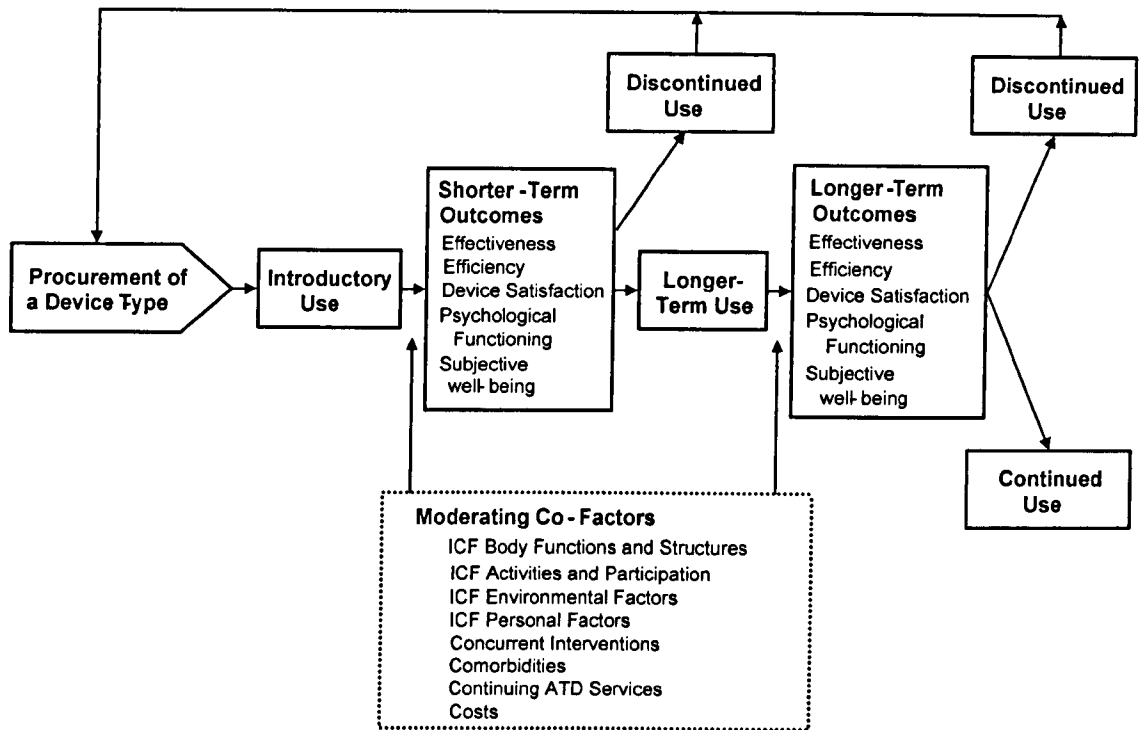 Discontinued
Use
Discontinued
Use
Procurement of
a Device Type
Introductory
Use
Shorter-Term
Outcomes
Effectiveness
Efficiency
Device Satisfaction
Psychological
Functioning
Subjective
well-being
Longer-
Term Use
Longer-Term
Outcomes
Effectiveness
Efficiency
Device Satisfaction
Psychological
Functioning
Subjective
well-being
Continued
Use
Moderating Co-Factors
ICF Body Functions and Structures
ICF Activities and Participation
ICF Environmental Factors
ICF Personal Factors
Concurrent Interventions
Comorbidities
Continuing ATD Services
Costs